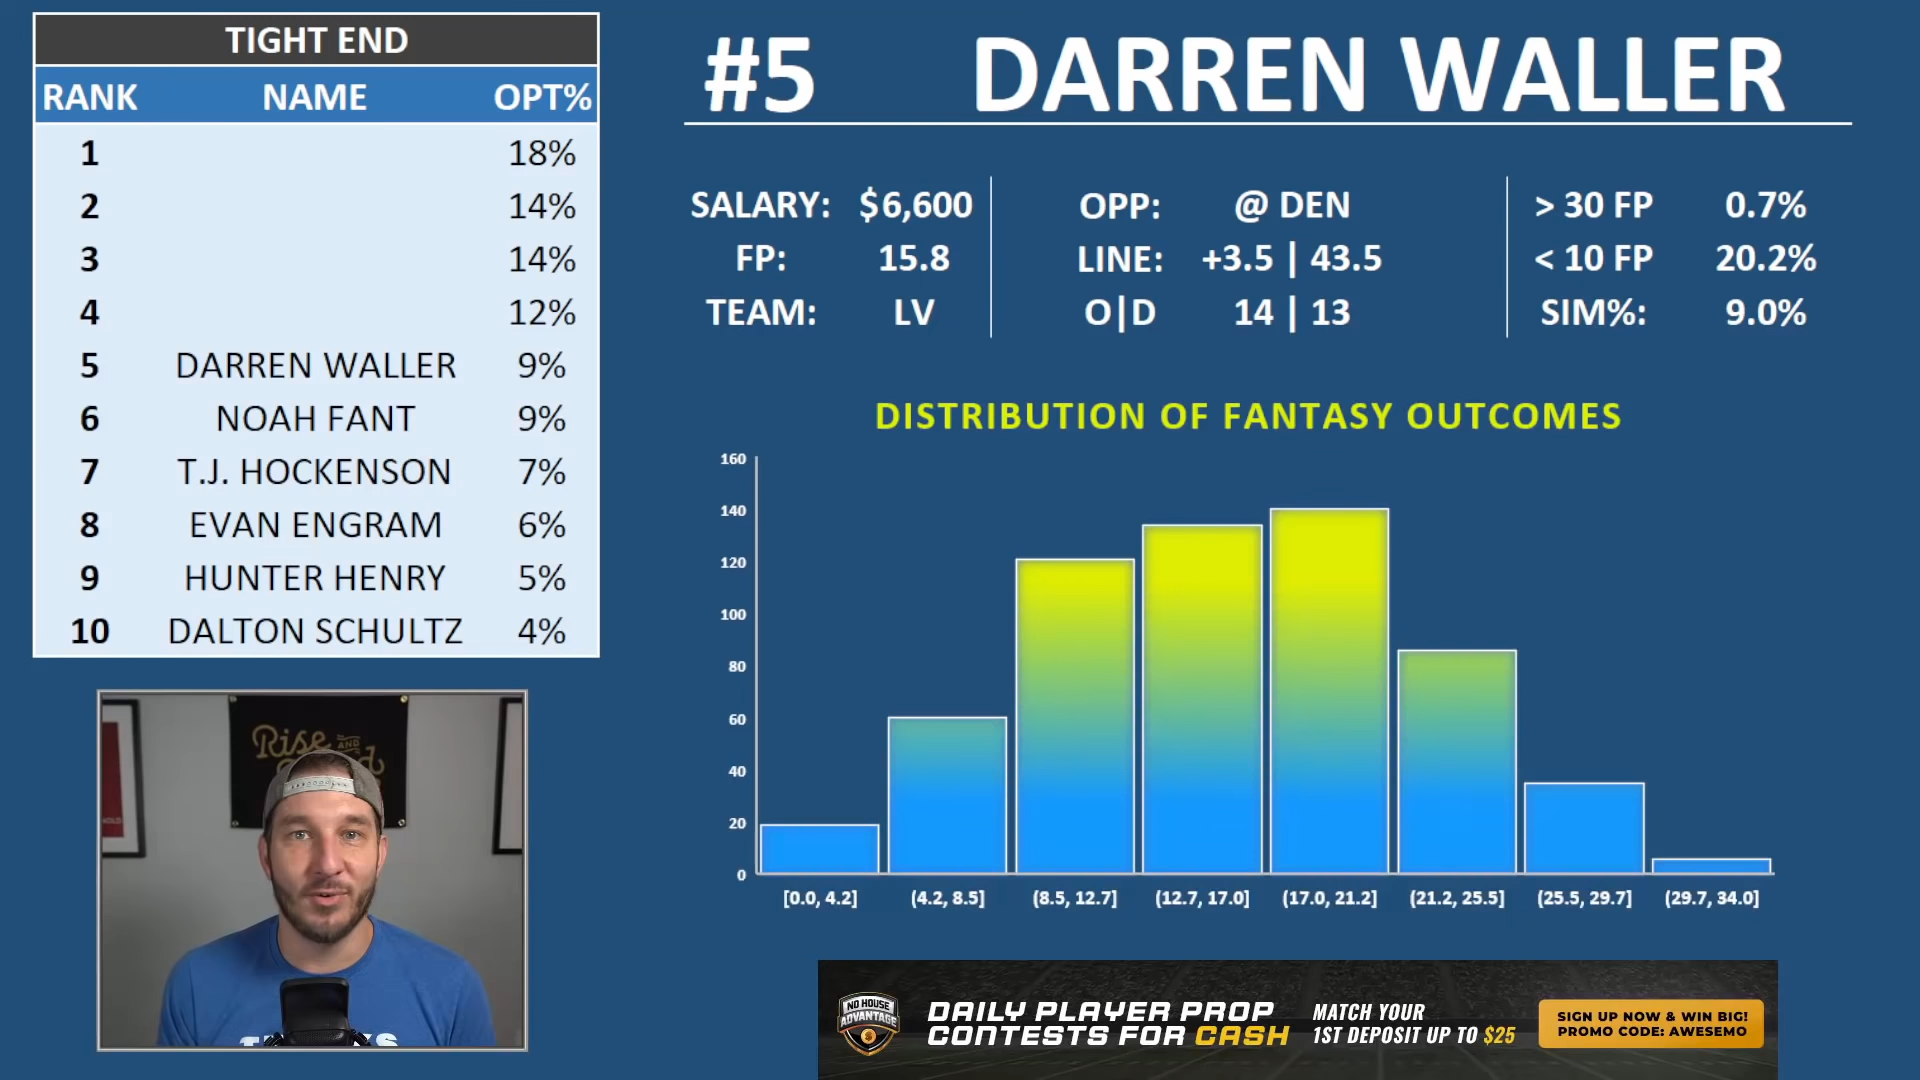 TIGHT END
RANK NAME OPT%
1 18%
2 14%
3 14%
4 12%
5 DARREN WALLER 9%
6 NOAH FANT 9%
7 T.J. HOCKENSON 7%
8 EVAN ENGRAM 6%
9 HUNTER HENRY 5%
10 DALTON SCHULTZ 4%
#5 DARREN WALLER
SALARY: $6,600
FP: 15.8
TEAM: LV
OPP: @ DEN
LINE: +3.5 | 43.5
O|D 14 | 13
> 30 FP 0.7%
< 10 FP 20.2%
SIM%: 9.0%
DISTRIBUTION OF FANTASY OUTCOMES
160
140
120
100
80
60
40
20
0
[0.0, 4.2] (4.2, 8.5] (8.5, 12.7] (12.7, 17.0] (17.0, 21.2] (21.2, 25.5] (25.5, 29.7] (29.7, 34.0]
Rise AND
NO HOUSE
ADVANTAGE
DAILY PLAYER PROP
CONTESTS FOR CASH
MATCH YOUR
1ST DEPOSIT UP TO $25
SIGN UP NOW & WIN BIG!
PROMO CODE: AWESEMO